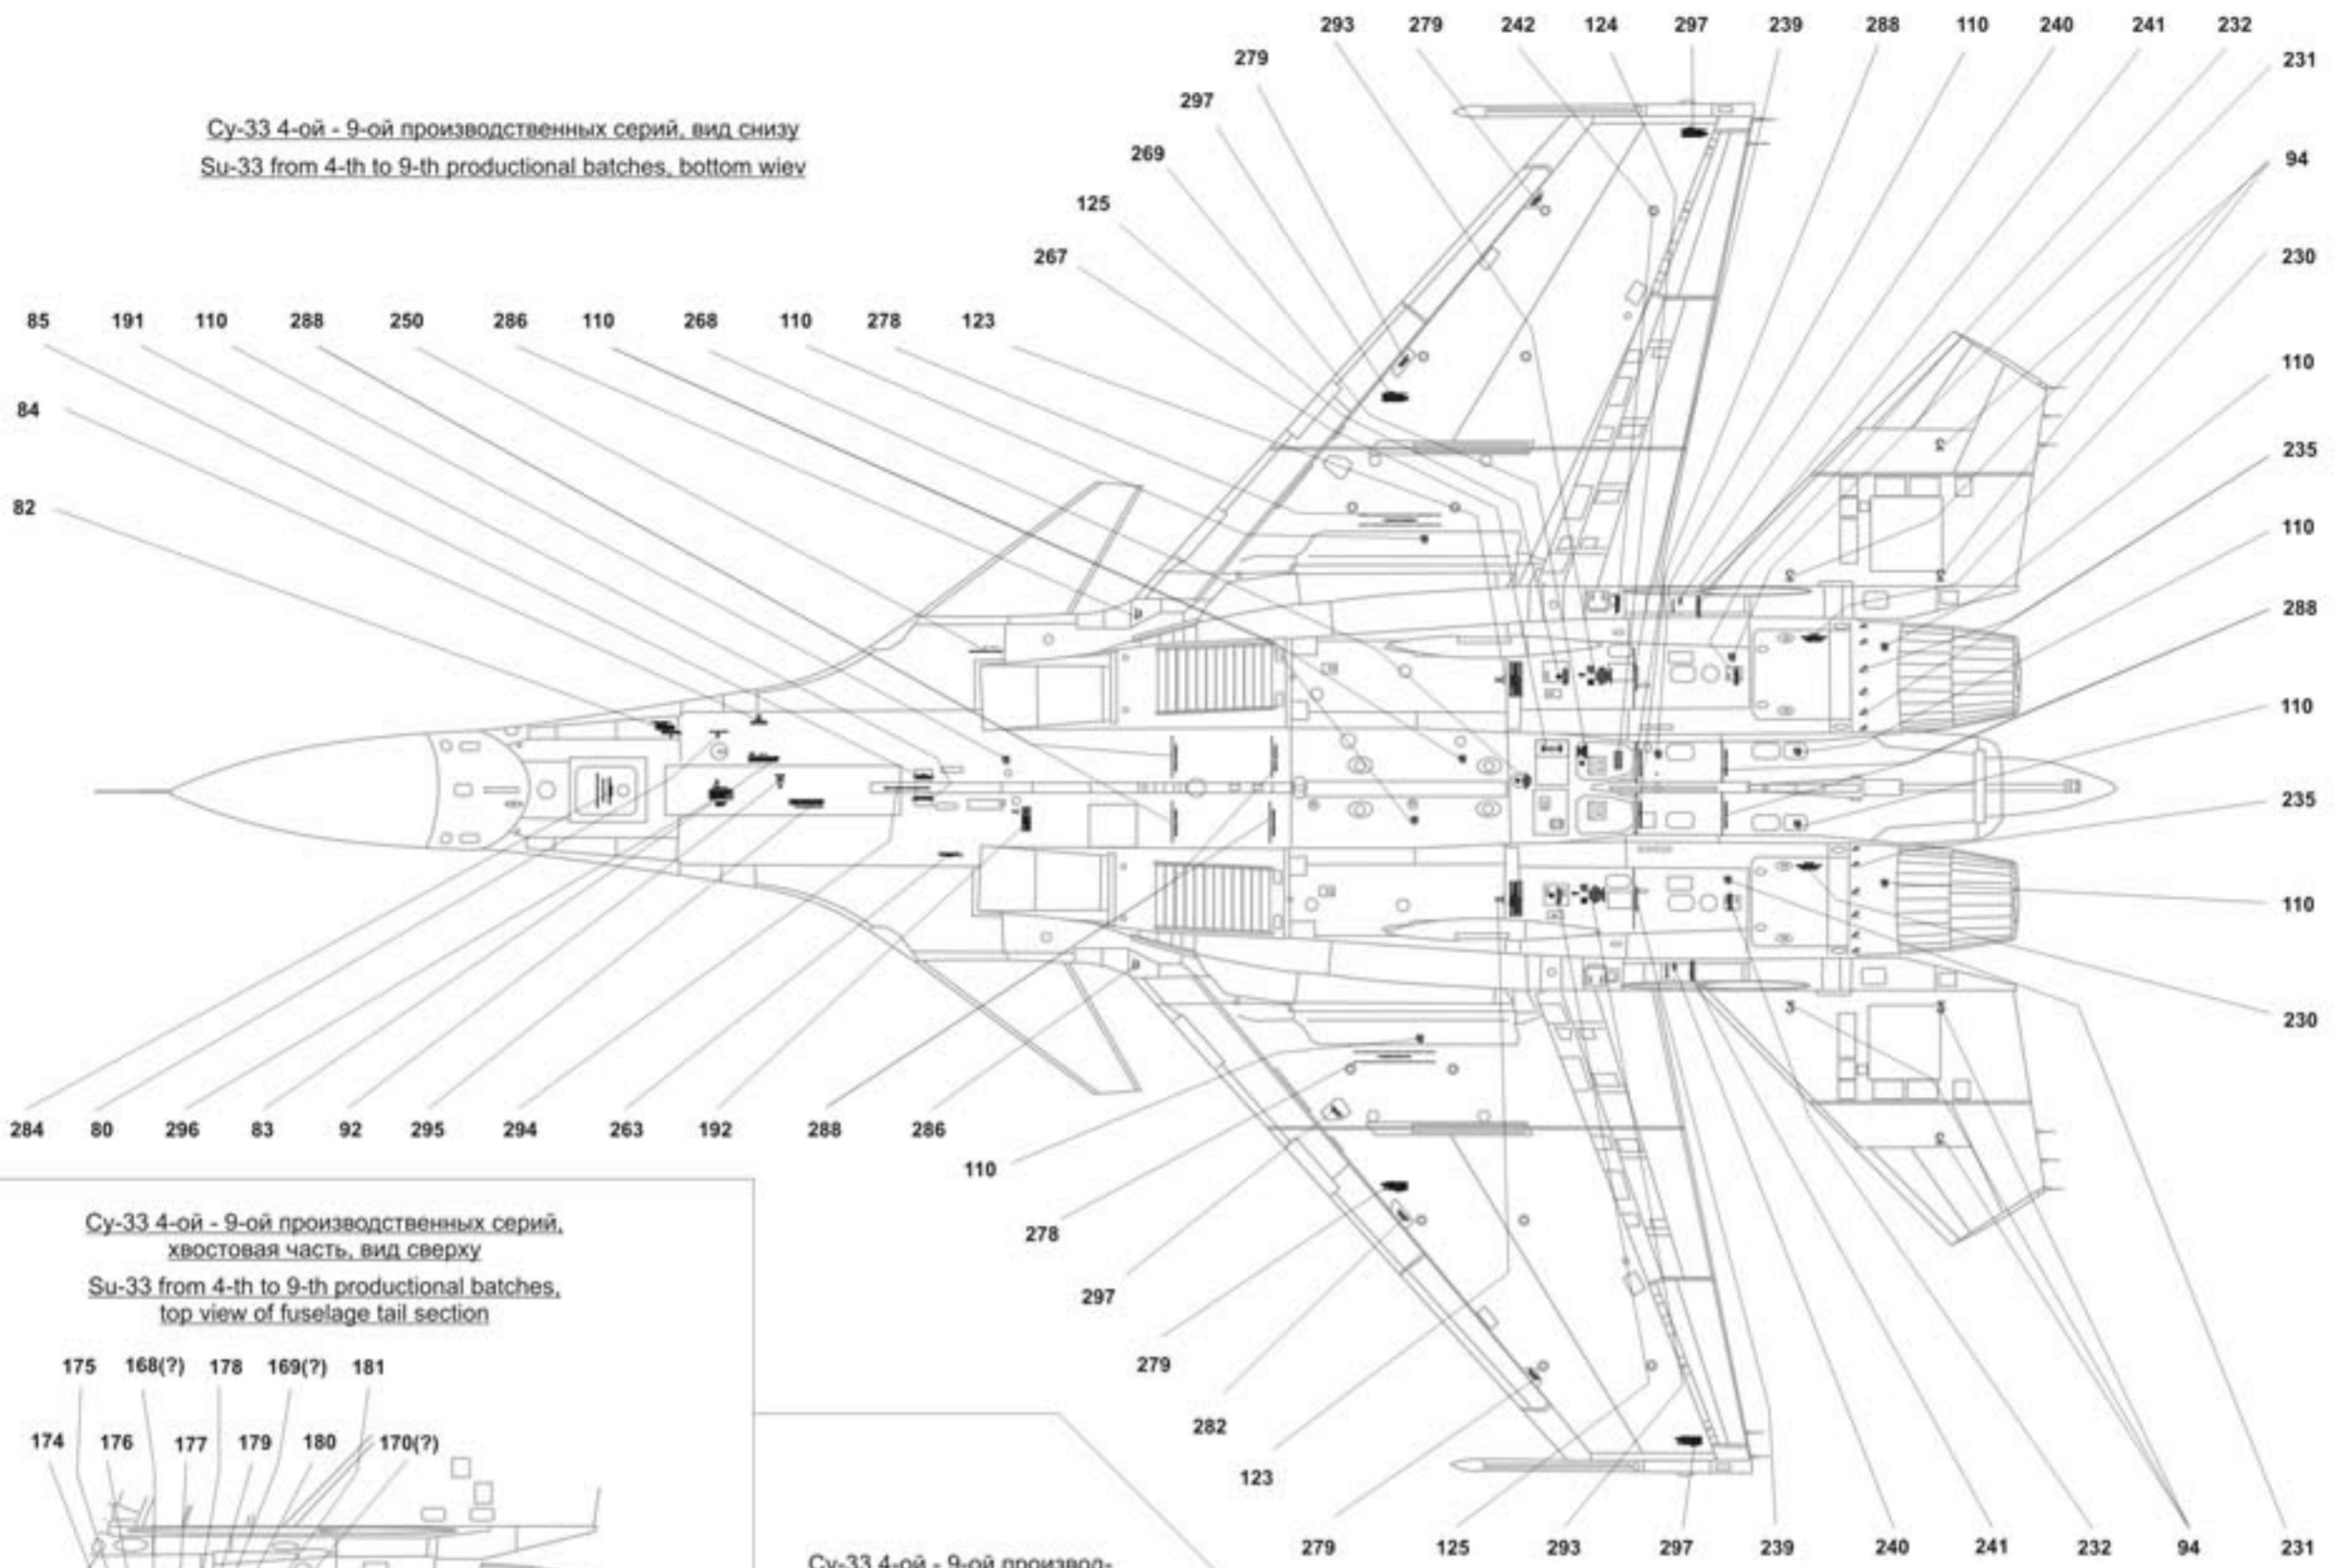 293 279 242 124 297 239 288 110 240 241 232
279
231
297
Су-33 4-ой - 9-ой производственных серий, вид снизу
Su-33 from 4-th to 9-th productional batches, bottom wiev
269
94
125
267
230
85 191 110 288 250 286 110 268 110 278 123
110
84
235
82
110
288
110
235
110
230
284 80 296 83 92 295 294 263 192 288 286
110
278
297
279
282
123
279 125 293 297 239 240 241 232 94 231
Су-33 4-ой - 9-ой производственных серий,
хвостовая часть, вид сверху
Su-33 from 4-th to 9-th productional batches,
top view of fuselage tail section
175 168(?) 178 169(?) 181
174 176 177 179 180 170(?)
Су-33 4-ой - 9-ой производ-